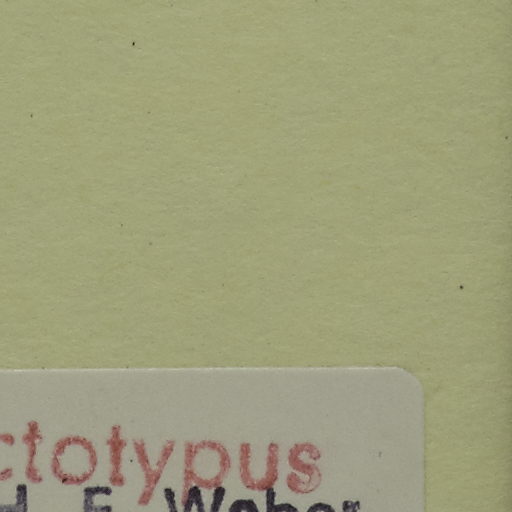 ctotypus
d. F. Weber